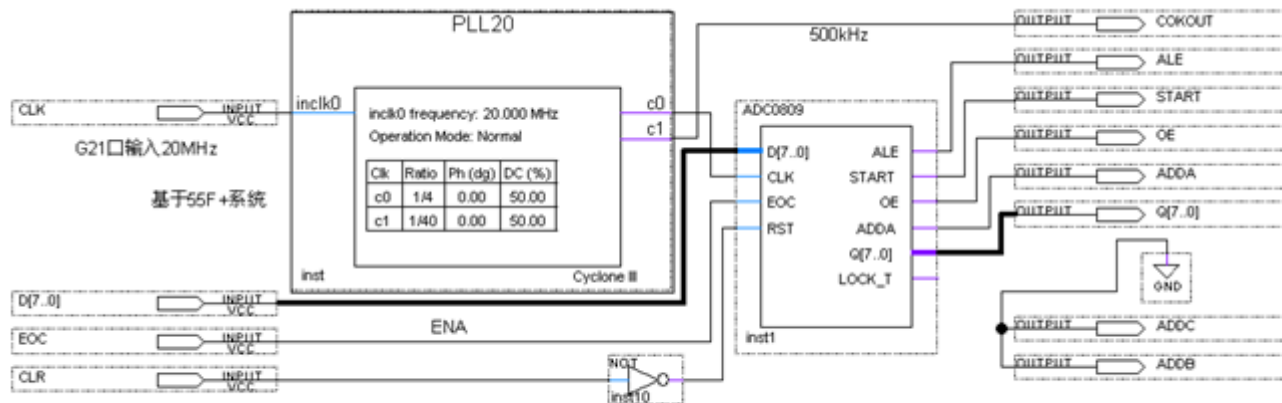 PLL20
500kHz
OUTPUT COKOUT
OUTPUT ALE
OUTPUT START
OUTPUT OE
OUTPUT ADDA
OUTPUT Q[7..0]
GND
OUTPUT ADDC
OUTPUT ADDB
CLK INPUT VCC
G21口输入20MHz
基于55F+系统
inclk0
inclk0 frequency: 20.000 MHz
Operation Mode: Normal
Clk Ratio Ph (dg) DC (%)
c0 1/4 0.00 50.00
c1 1/40 0.00 50.00
c0
c1
inst
Cyclone III
ADC0809
D[7..0] ALE
CLK START
EOC OE
RST ADDA
Q[7..0]
LOCK_T
inst1
D[7..0] INPUT VCC
EOC INPUT VCC
ENA
CLR INPUT VCC
NOT
inst10